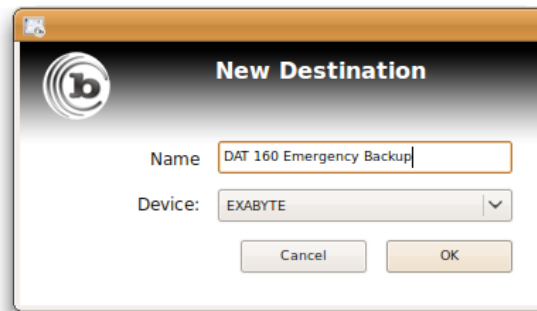 b
New Destination
Name DAT 160 Emergency Backup
Device: EXABYTE
Cancel OK